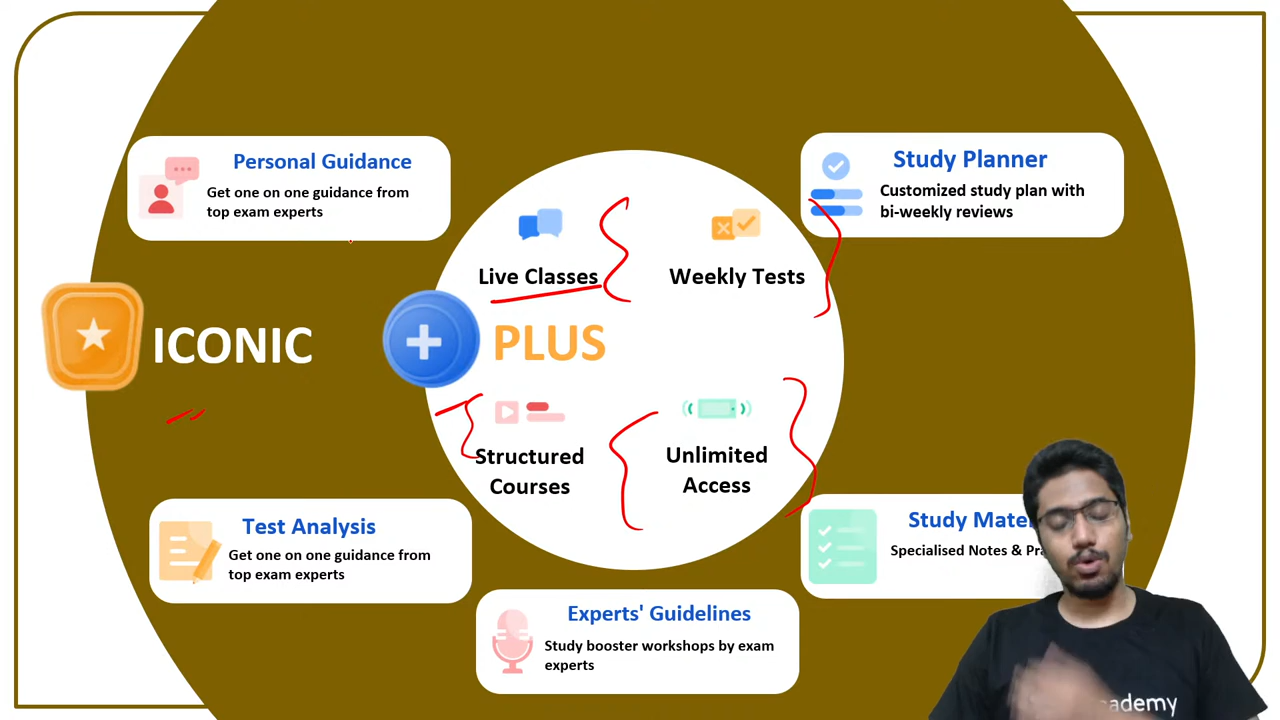 Personal Guidance
Get one on one guidance from
top exam experts
Study Planner
Customized study plan with
bi-weekly reviews
Live Classes
Weekly Tests
ICONIC
PLUS
Structured
Courses
Unlimited
Access
Test Analysis
Get one on one guidance from
top exam experts
Study Mate
Specialised Notes & Pra
Experts' Guidelines
Study booster workshops by exam
experts
ademy